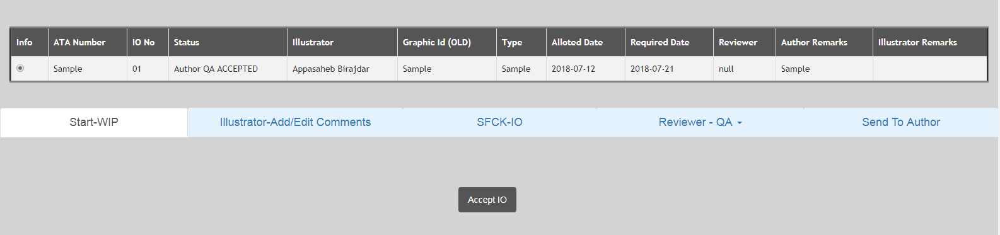 Info ATA Number IO No Status Illustrator Graphic Id (OLD) Type Alloted Date Required Date Reviewer Author Remarks Illustrator Remarks
Sample 01 Author QA ACCEPTED Appasaheb Birajdar Sample Sample 2018-07-12 2018-07-21 null Sample
Start-WIP Illustrator-Add/Edit Comments SFCK-IO Reviewer - QA Send To Author
Accept IO